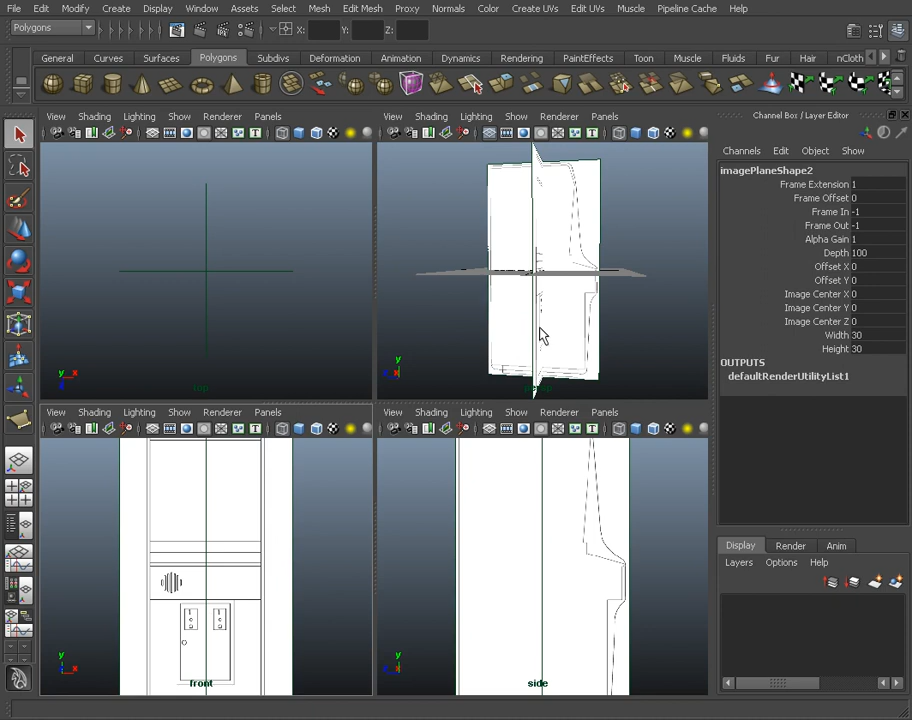 File Edit Modify Create Display Window Assets Select Mesh Edit Mesh Proxy Normals Color Create UVs Edit UVs Muscle Pipeline Cache Help
Polygons X: Y: Z:
General Curves Surfaces Polygons Subdivs Deformation Animation Dynamics Rendering PaintEffects Toon Muscle Fluids Fur Hair nCloth
View Shading Lighting Show Renderer Panels
View Shading Lighting Show Renderer Panels
Channel Box / Layer Editor
Channels Edit Object Show
imagePlaneShape2
Frame Extension 1
Frame Offset 0
Frame In -1
Frame Out -1
Alpha Gain 1
Depth 100
Offset X 0
Offset Y 0
Image Center X 0
Image Center Y 0
Image Center Z 0
Width 30
Height 30
OUTPUTS
defaultRenderUtilityList1
y
x
z
top
y
x
z
persp
View Shading Lighting Show Renderer Panels
View Shading Lighting Show Renderer Panels
y
x
z
front
y
x
z
side
Display Render Anim
Layers Options Help